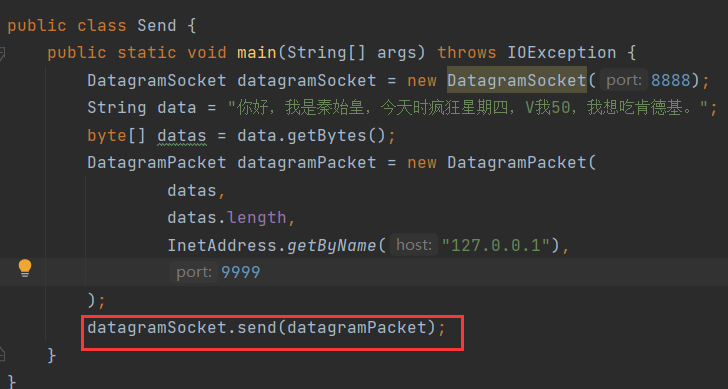 public class Send {
public static void main(String[] args) throws IOException {
DatagramSocket datagramSocket = new DatagramSocket( port: 8888);
String data = "你好，我是秦始皇，今天时疯狂星期四，V我50，我想吃肯德基。";
byte[] datas = data.getBytes();
DatagramPacket datagramPacket = new DatagramPacket(
datas,
datas.length,
InetAddress.getByName( host: "127.0.0.1"),
port: 9999
);
datagramSocket.send(datagramPacket);
}
}